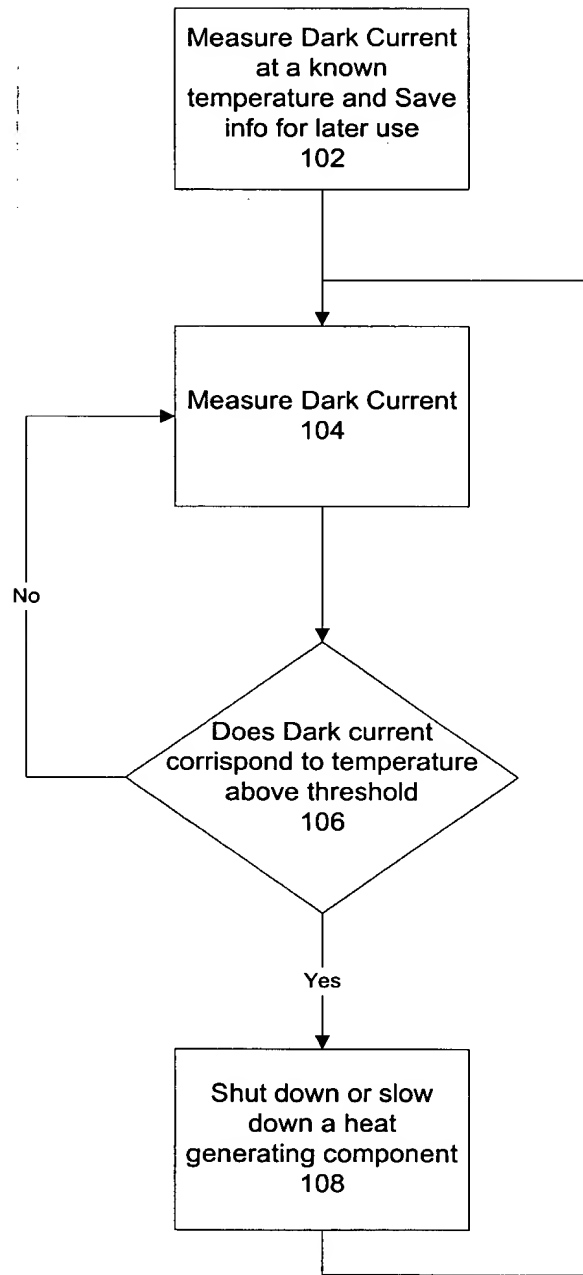 Measure Dark Current
at a known
temperature and Save
info for later use
102
Measure Dark Current
104
No
Does Dark current
corrispond to temperature
above threshold
106
Yes
Shut down or slow
down a heat
generating component
108